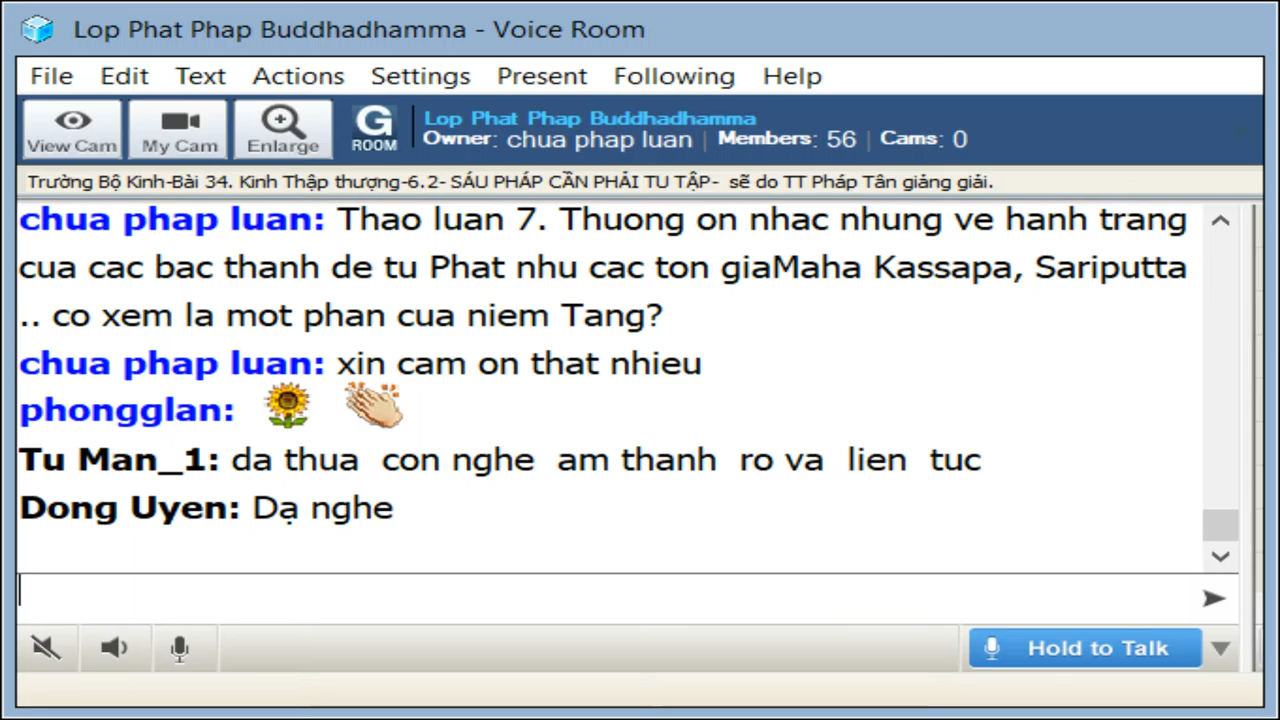 Lop Phat Phap Buddhadhamma - Voice Room
File Edit Text Actions Settings Present Following Help
View Cam My Cam Enlarge G ROOM
Lop Phat Phap Buddhadhamma
Owner: chua phap luan | Members: 56 | Cams: 0
Trường Bộ Kinh-Bài 34. Kinh Thập thượng-6.2- SÁU PHÁP CẦN PHẢI TU TẬP- sẽ do TT Pháp Tân giảng giải.
chua phap luan: Thao luan 7. Thuong on nhac nhung ve hanh trang
cua cac bac thanh de tu Phat nhu cac ton giaMaha Kassapa, Sariputta
.. co xem la mot phan cua niem Tang?
chua phap luan: xin cam on that nhieu
phongglan:
Tu Man_1: da thua con nghe am thanh ro va lien tuc
Dong Uyen: Dạ nghe
Hold to Talk